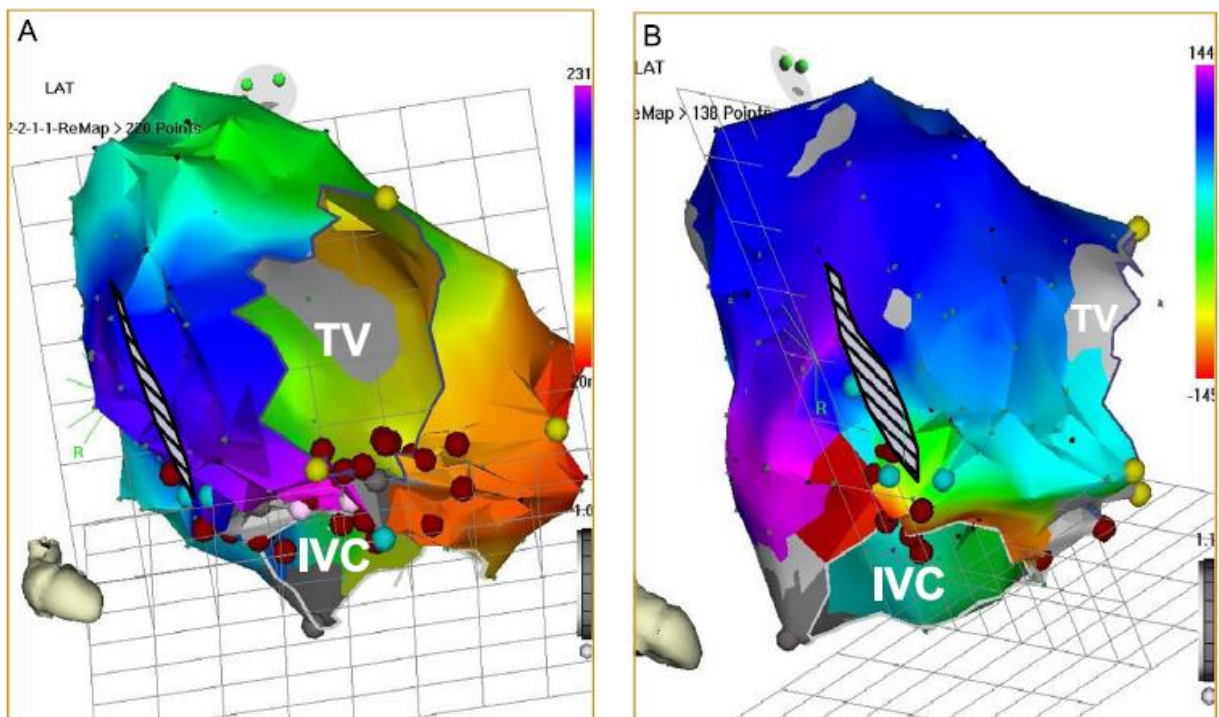 A
LAT
2-2-1-1-ReMap > 220 Points
231
TV
R
IVC
B
LAT
eMap > 138 Points
144
TV
R
-145
IVC